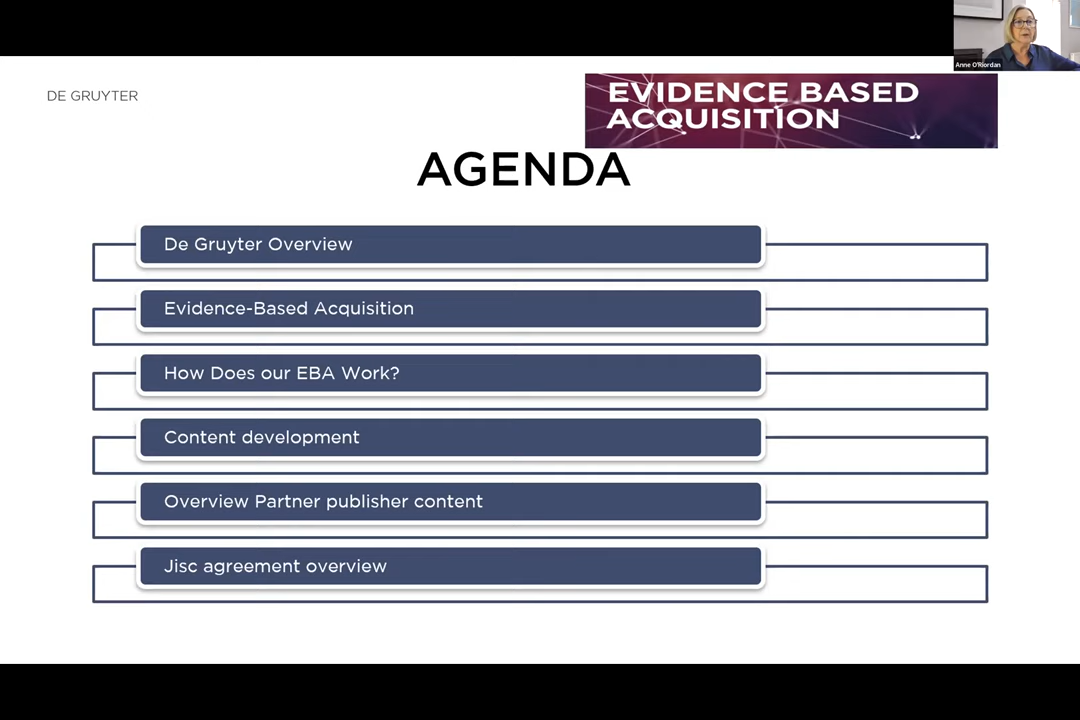 Anne O'Riordan
DE GRUYTER
EVIDENCE BASED
ACQUISITION
AGENDA
De Gruyter Overview
Evidence-Based Acquisition
How Does our EBA Work?
Content development
Overview Partner publisher content
Jisc agreement overview